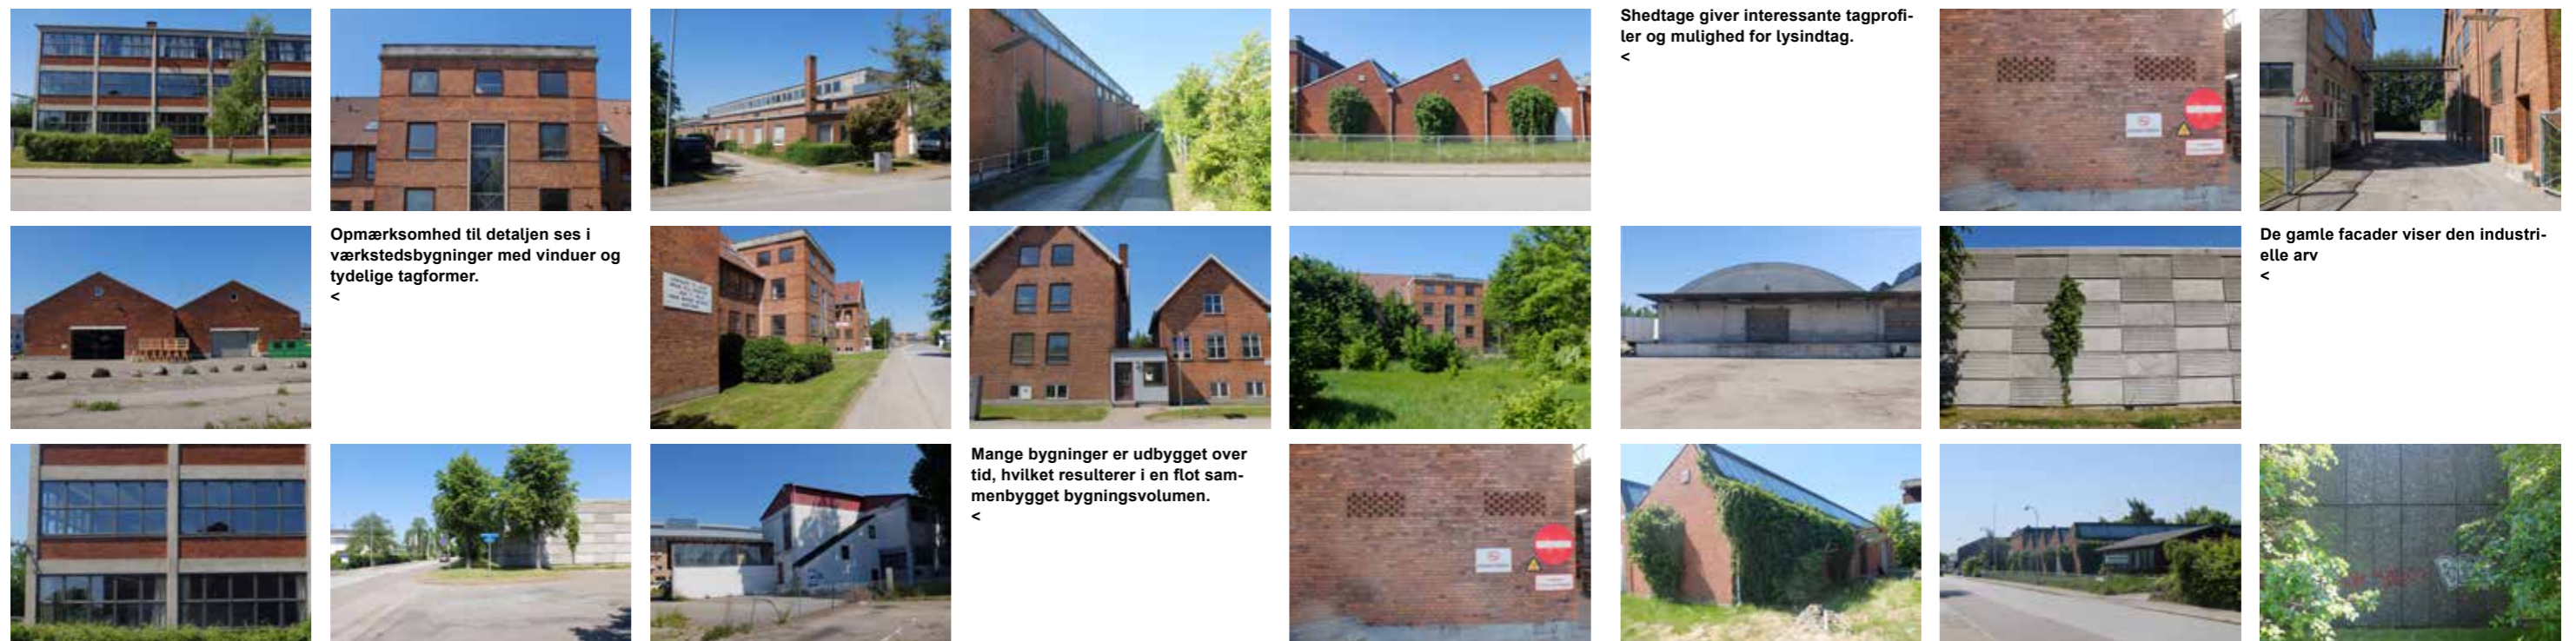 Shedtage giver interessante tagprofi-
ler og mulighed for lysindtag.
<
Opmærksomhed til detaljen ses i
værkstedsbygninger med vinduer og
tydelige tagformer.
<
De gamle facader viser den industri-
elle arv
<
Mange bygninger er udbygget over
tid, hvilket resulterer i en flot sam-
menbygget bygningsvolumen.
<